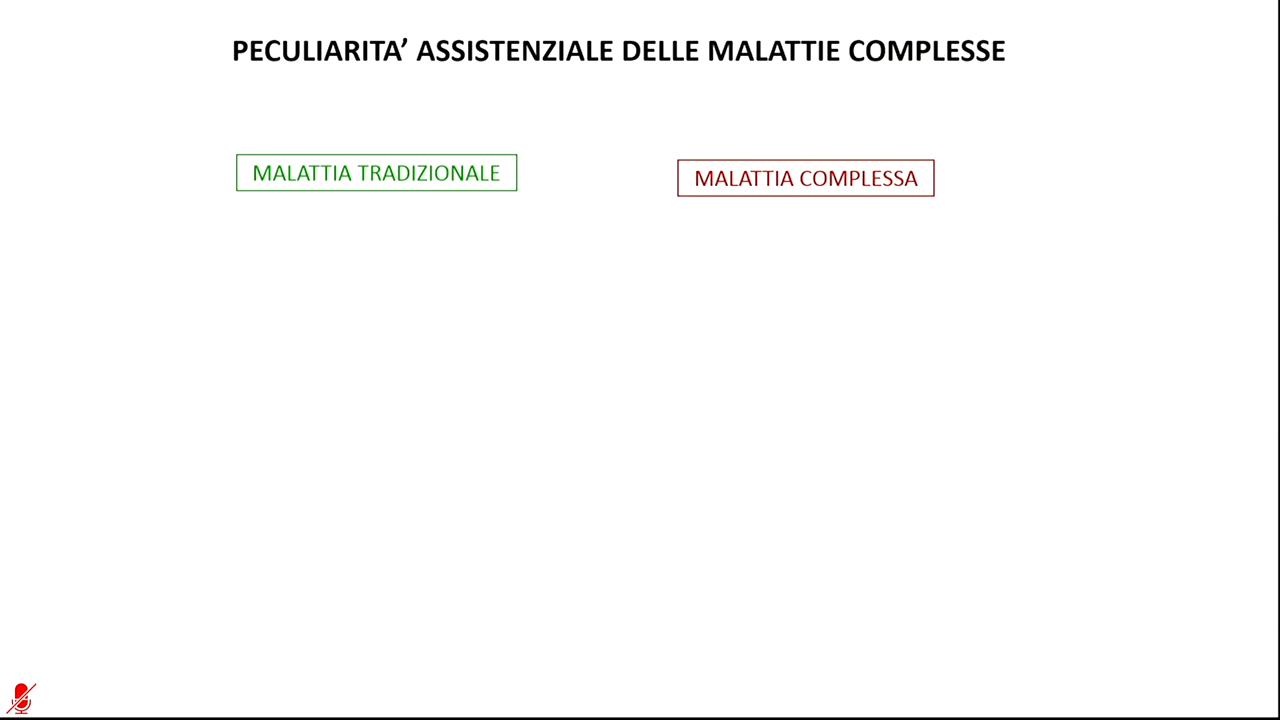 PECULIARITA’ ASSISTENZIALE DELLE MALATTIE COMPLESSE
MALATTIA TRADIZIONALE
MALATTIA COMPLESSA